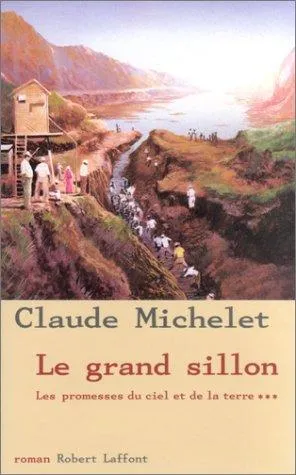 Claude Michelet
Le grand sillon
Les promesses du ciel et de la terre ***
roman Robert Laffont